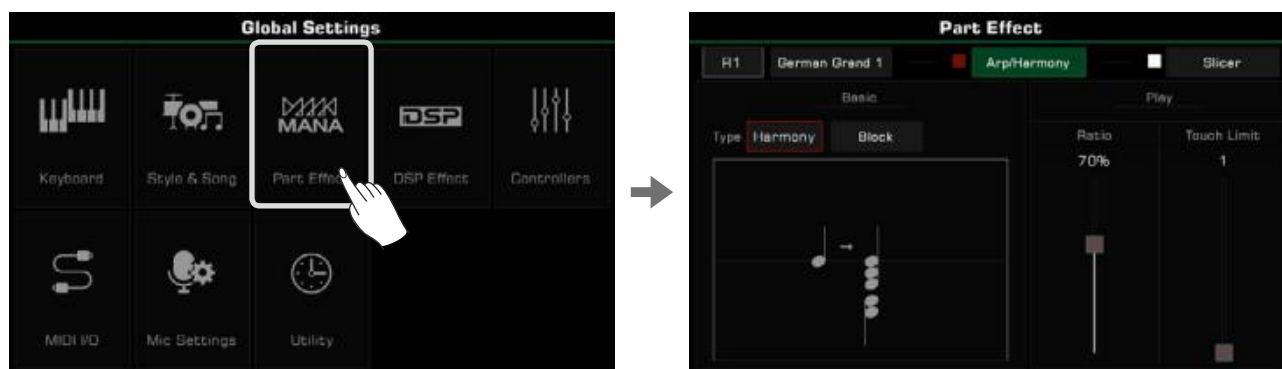 Global Settings
MANA
DSP
Keyboard
Style & Song
Part Effect
DSP Effect
Controllers
MIDI I/O
Mic Settings
Utility
Part Effect
R1
German Grand 1
Arp/Harmony
Slicer
Basic
Play
Type
Harmony
Block
Ratio
Touch Limit
70%
1